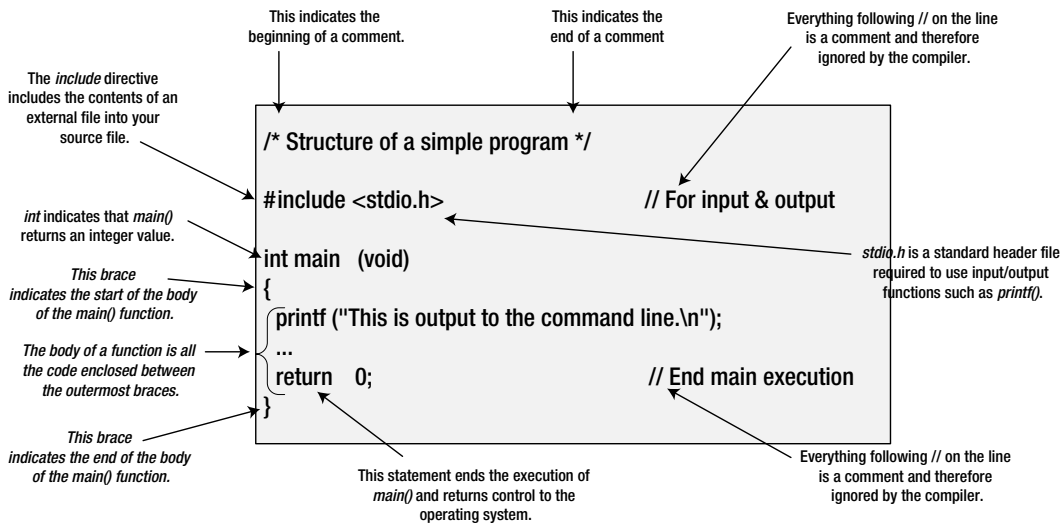 This indicates the
beginning of a comment.
This indicates the
end of a comment
Everything following // on the line
is a comment and therefore
ignored by the compiler.
The include directive
includes the contents of an
external file into your
source file.
/* Structure of a simple program */
#include <stdio.h> // For input & output
int indicates that main()
returns an integer value.
int main (void)
stdio.h is a standard header file
required to use input/output
functions such as printf().
This brace
indicates the start of the body
of the main() function.
{
printf ("This is output to the command line.\n");
The body of a function is all
the code enclosed between
the outermost braces.
...
return 0; // End main execution
}
This brace
indicates the end of the body
of the main() function.
This statement ends the execution of
main() and returns control to the
operating system.
Everything following // on the line
is a comment and therefore
ignored by the compiler.